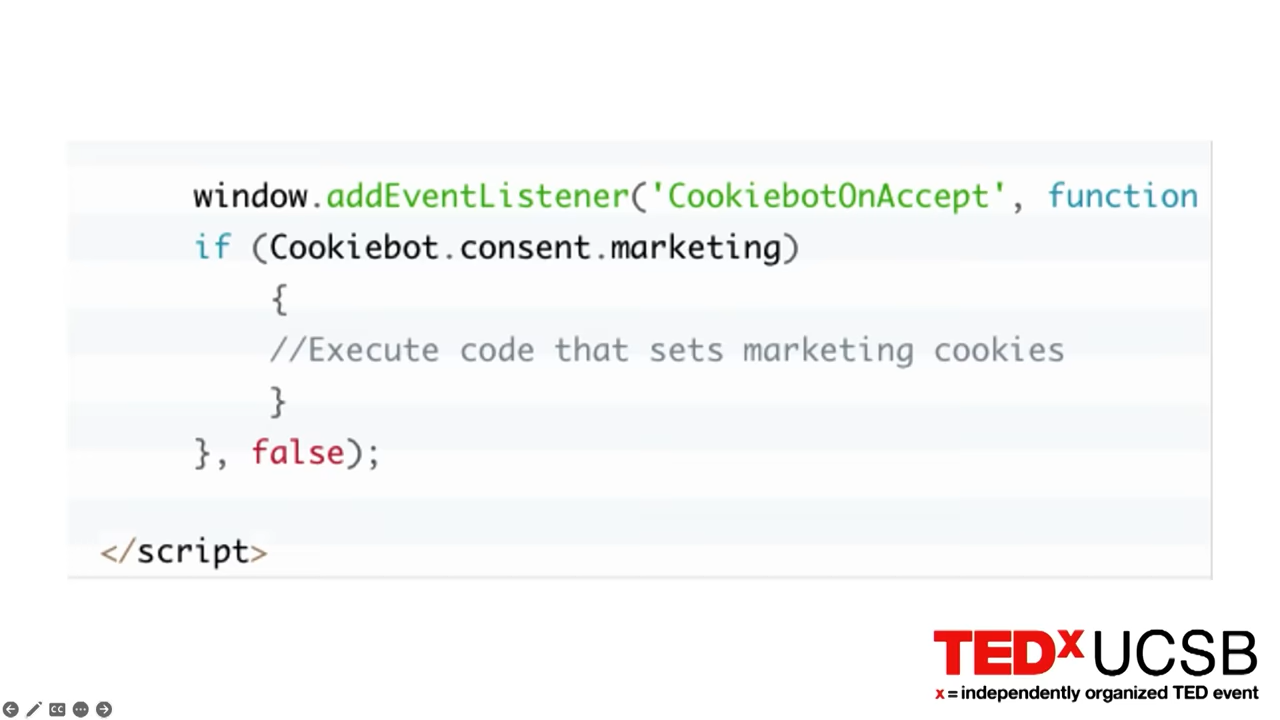 window.addEventListener('CookiebotOnAccept', function
if (Cookiebot.consent.marketing)
{
//Execute code that sets marketing cookies
}
}, false);
</script>
TEDx UCSB
x = independently organized TED event
CC